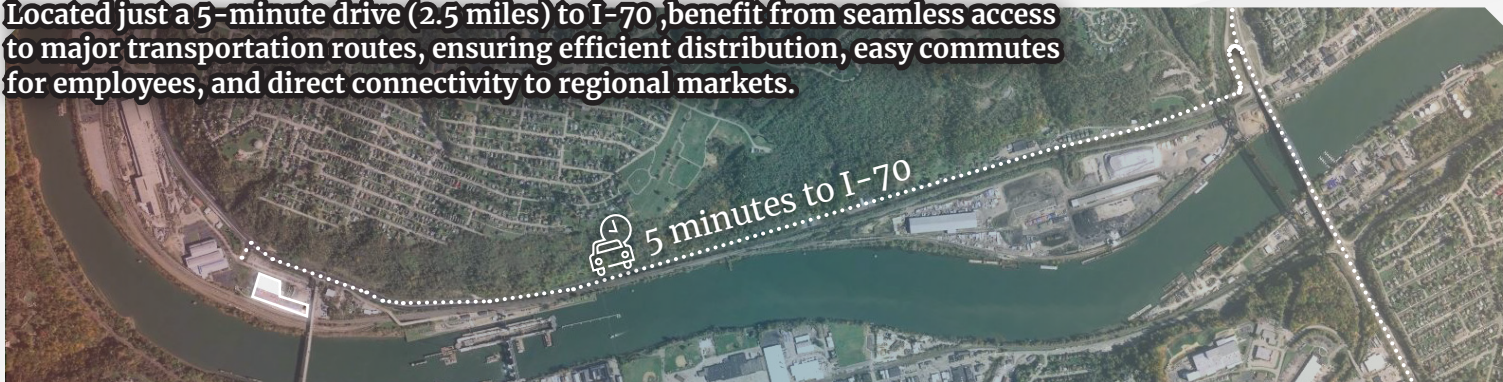 Located just a 5-minute drive (2.5 miles) to I-70 ,benefit from seamless access
to major transportation routes, ensuring efficient distribution, easy commutes
for employees, and direct connectivity to regional markets.
5 minutes to I-70